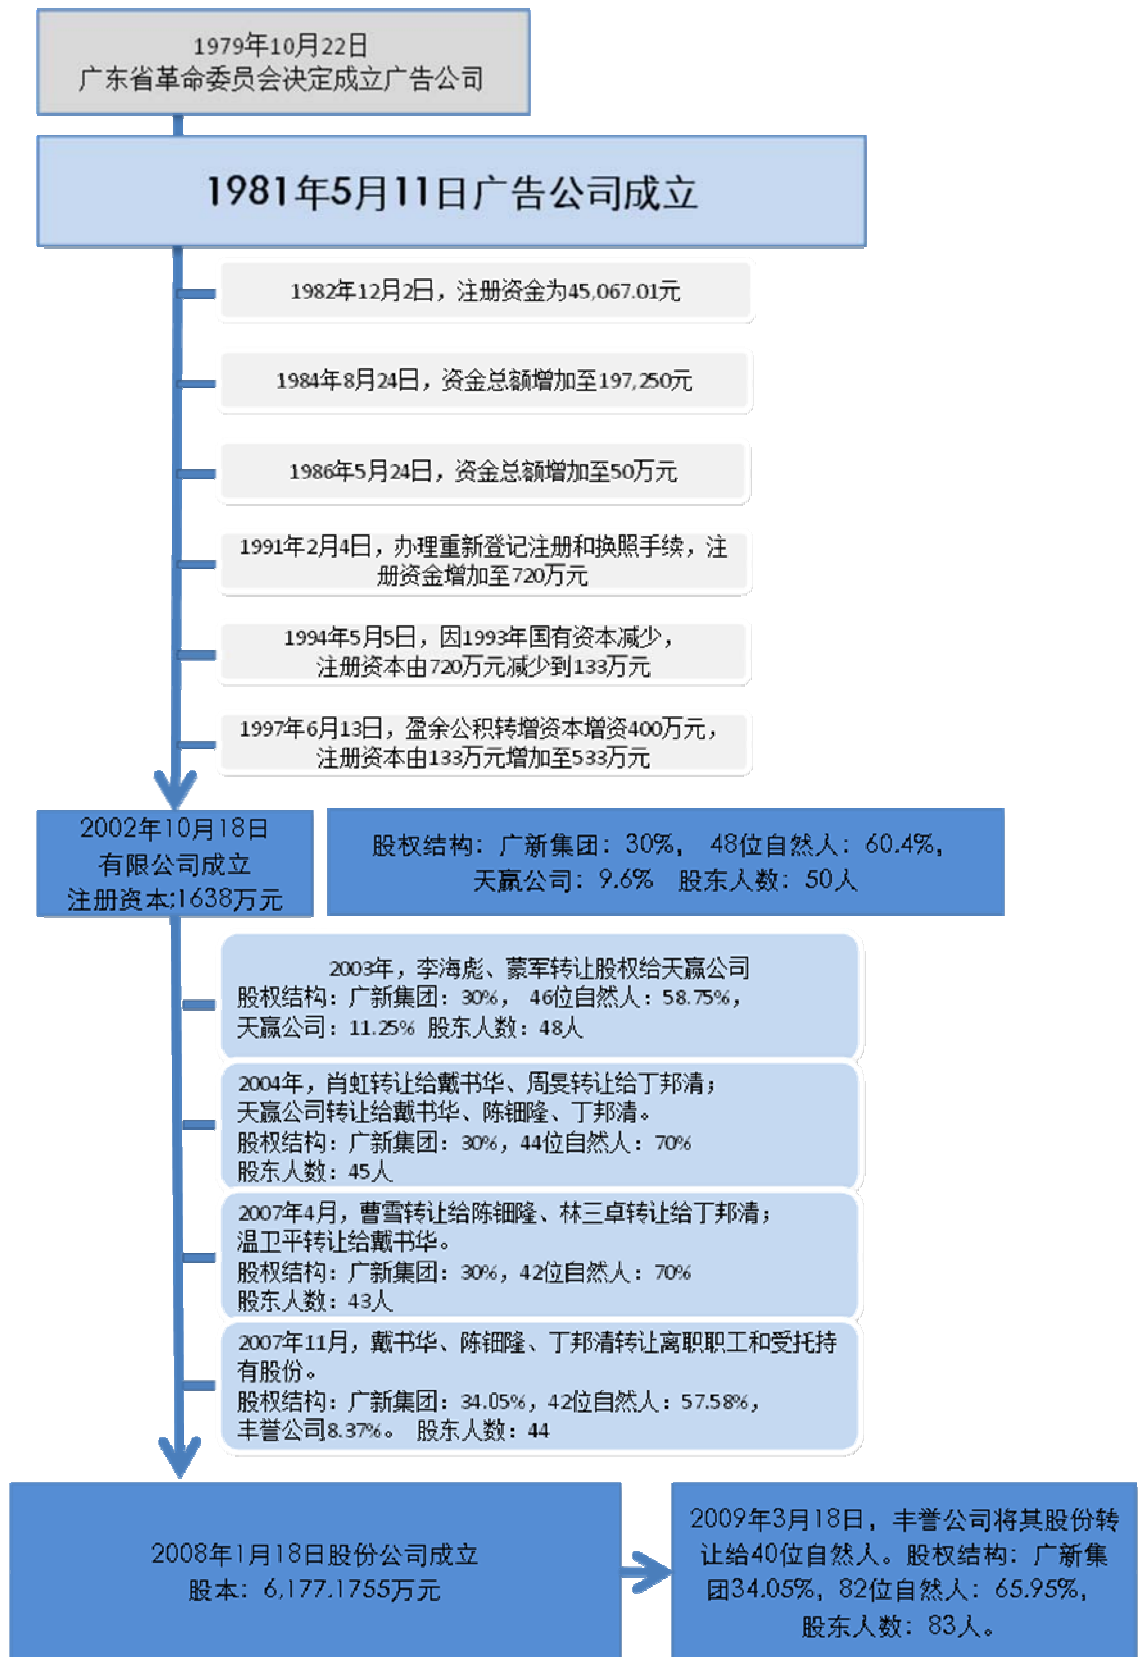 1979年10月22日
广东省革命委员会决定成立广告公司
1981年5月11日广告公司成立
1982年12月2日，注册资金为45,067.01元
1984年8月24日，资金总额增加至197,250元
1986年5月24日，资金总额增加至50万元
1991年2月4日，办理重新登记注册和换照手续，注
册资金增加至720万元
1994年5月5日，因1993年国有资本减少，
注册资本由720万元减少到133万元
1997年6月13日，盈余公积转增资本增资400万元，
注册资本由133万元增加至533万元
2002年10月18日
有限公司成立
注册资本:1638万元
股权结构：广新集团：30%， 48位自然人：60.4%，
天赢公司：9.6% 股东人数：50人
2003年，李海彪、蒙军转让股权给天赢公司
股权结构：广新集团：30%， 46位自然人：58.75%，
天赢公司：11.25% 股东人数：48人
2004年，肖虹转让给戴书华、周旻转让给丁邦清；
天赢公司转让给戴书华、陈钿隆、丁邦清。
股权结构：广新集团：30%，44位自然人：70%
股东人数：45人
2007年4月，曹雪转让给陈钿隆、林三卓转让给丁邦清；
温卫平转让给戴书华。
股权结构：广新集团：30%，42位自然人：70%
股东人数：43人
2007年11月，戴书华、陈钿隆、丁邦清转让离职职工和受托持
有股份。
股权结构：广新集团：34.05%，42位自然人：57.58%，
丰誉公司8.37%。 股东人数：44
2008年1月18日股份公司成立
股本：6,177.1755万元
2009年3月18日，丰誉公司将其股份转
让给40位自然人。股权结构：广新集
团34.05%，82位自然人：65.95%，
股东人数：83人。